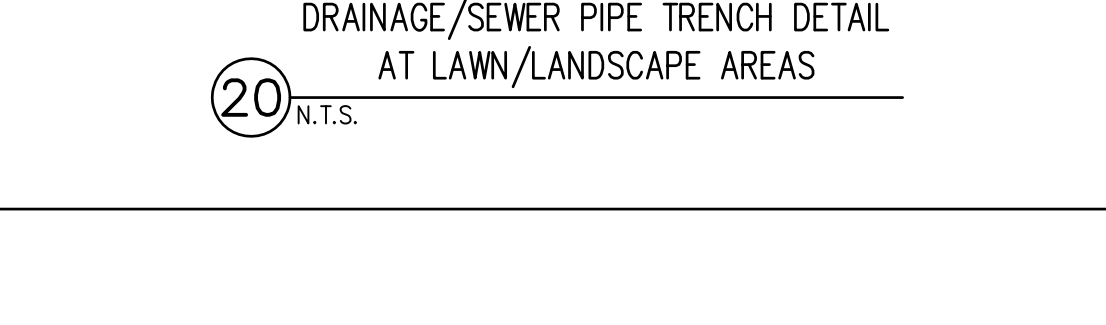 DRAINAGE/SEWER PIPE TRENCH DETAIL
AT LAWN/LANDSCAPE AREAS
20
N.T.S.